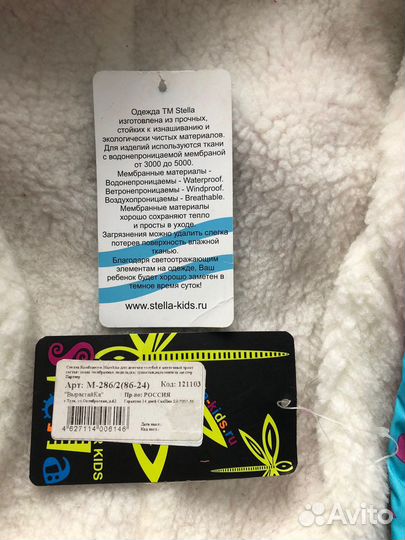 Одежда ТМ Stella
изготовлена из прочных,
стойких к изнашиванию и
экологически чистых материалов.
Для изделий используются ткани
с водонепроницаемой мембраной
от 3000 до 5000.
Мембранные материалы -
Водонепроницаемы - Waterproof.
Ветронепроницаемы - Windproof.
Воздухопроницаемы - Breathable.
Мембранные материалы
хорошо сохраняют тепло
и просты в уходе.
Загрязнения можно удалить слегка
потерев поверхность влажной
тканью.
Благодаря светоотражающим
элементам на одежде, Ваш
ребенок будет хорошо заметен в
темное время суток!
www.stella-kids.ru
Арт: М-286/2(86-24) Код: 121103
"ВырастайКа" Пр-во: РОССИЯ
4 627114 006146
KIDS
-kids.ru
Avito